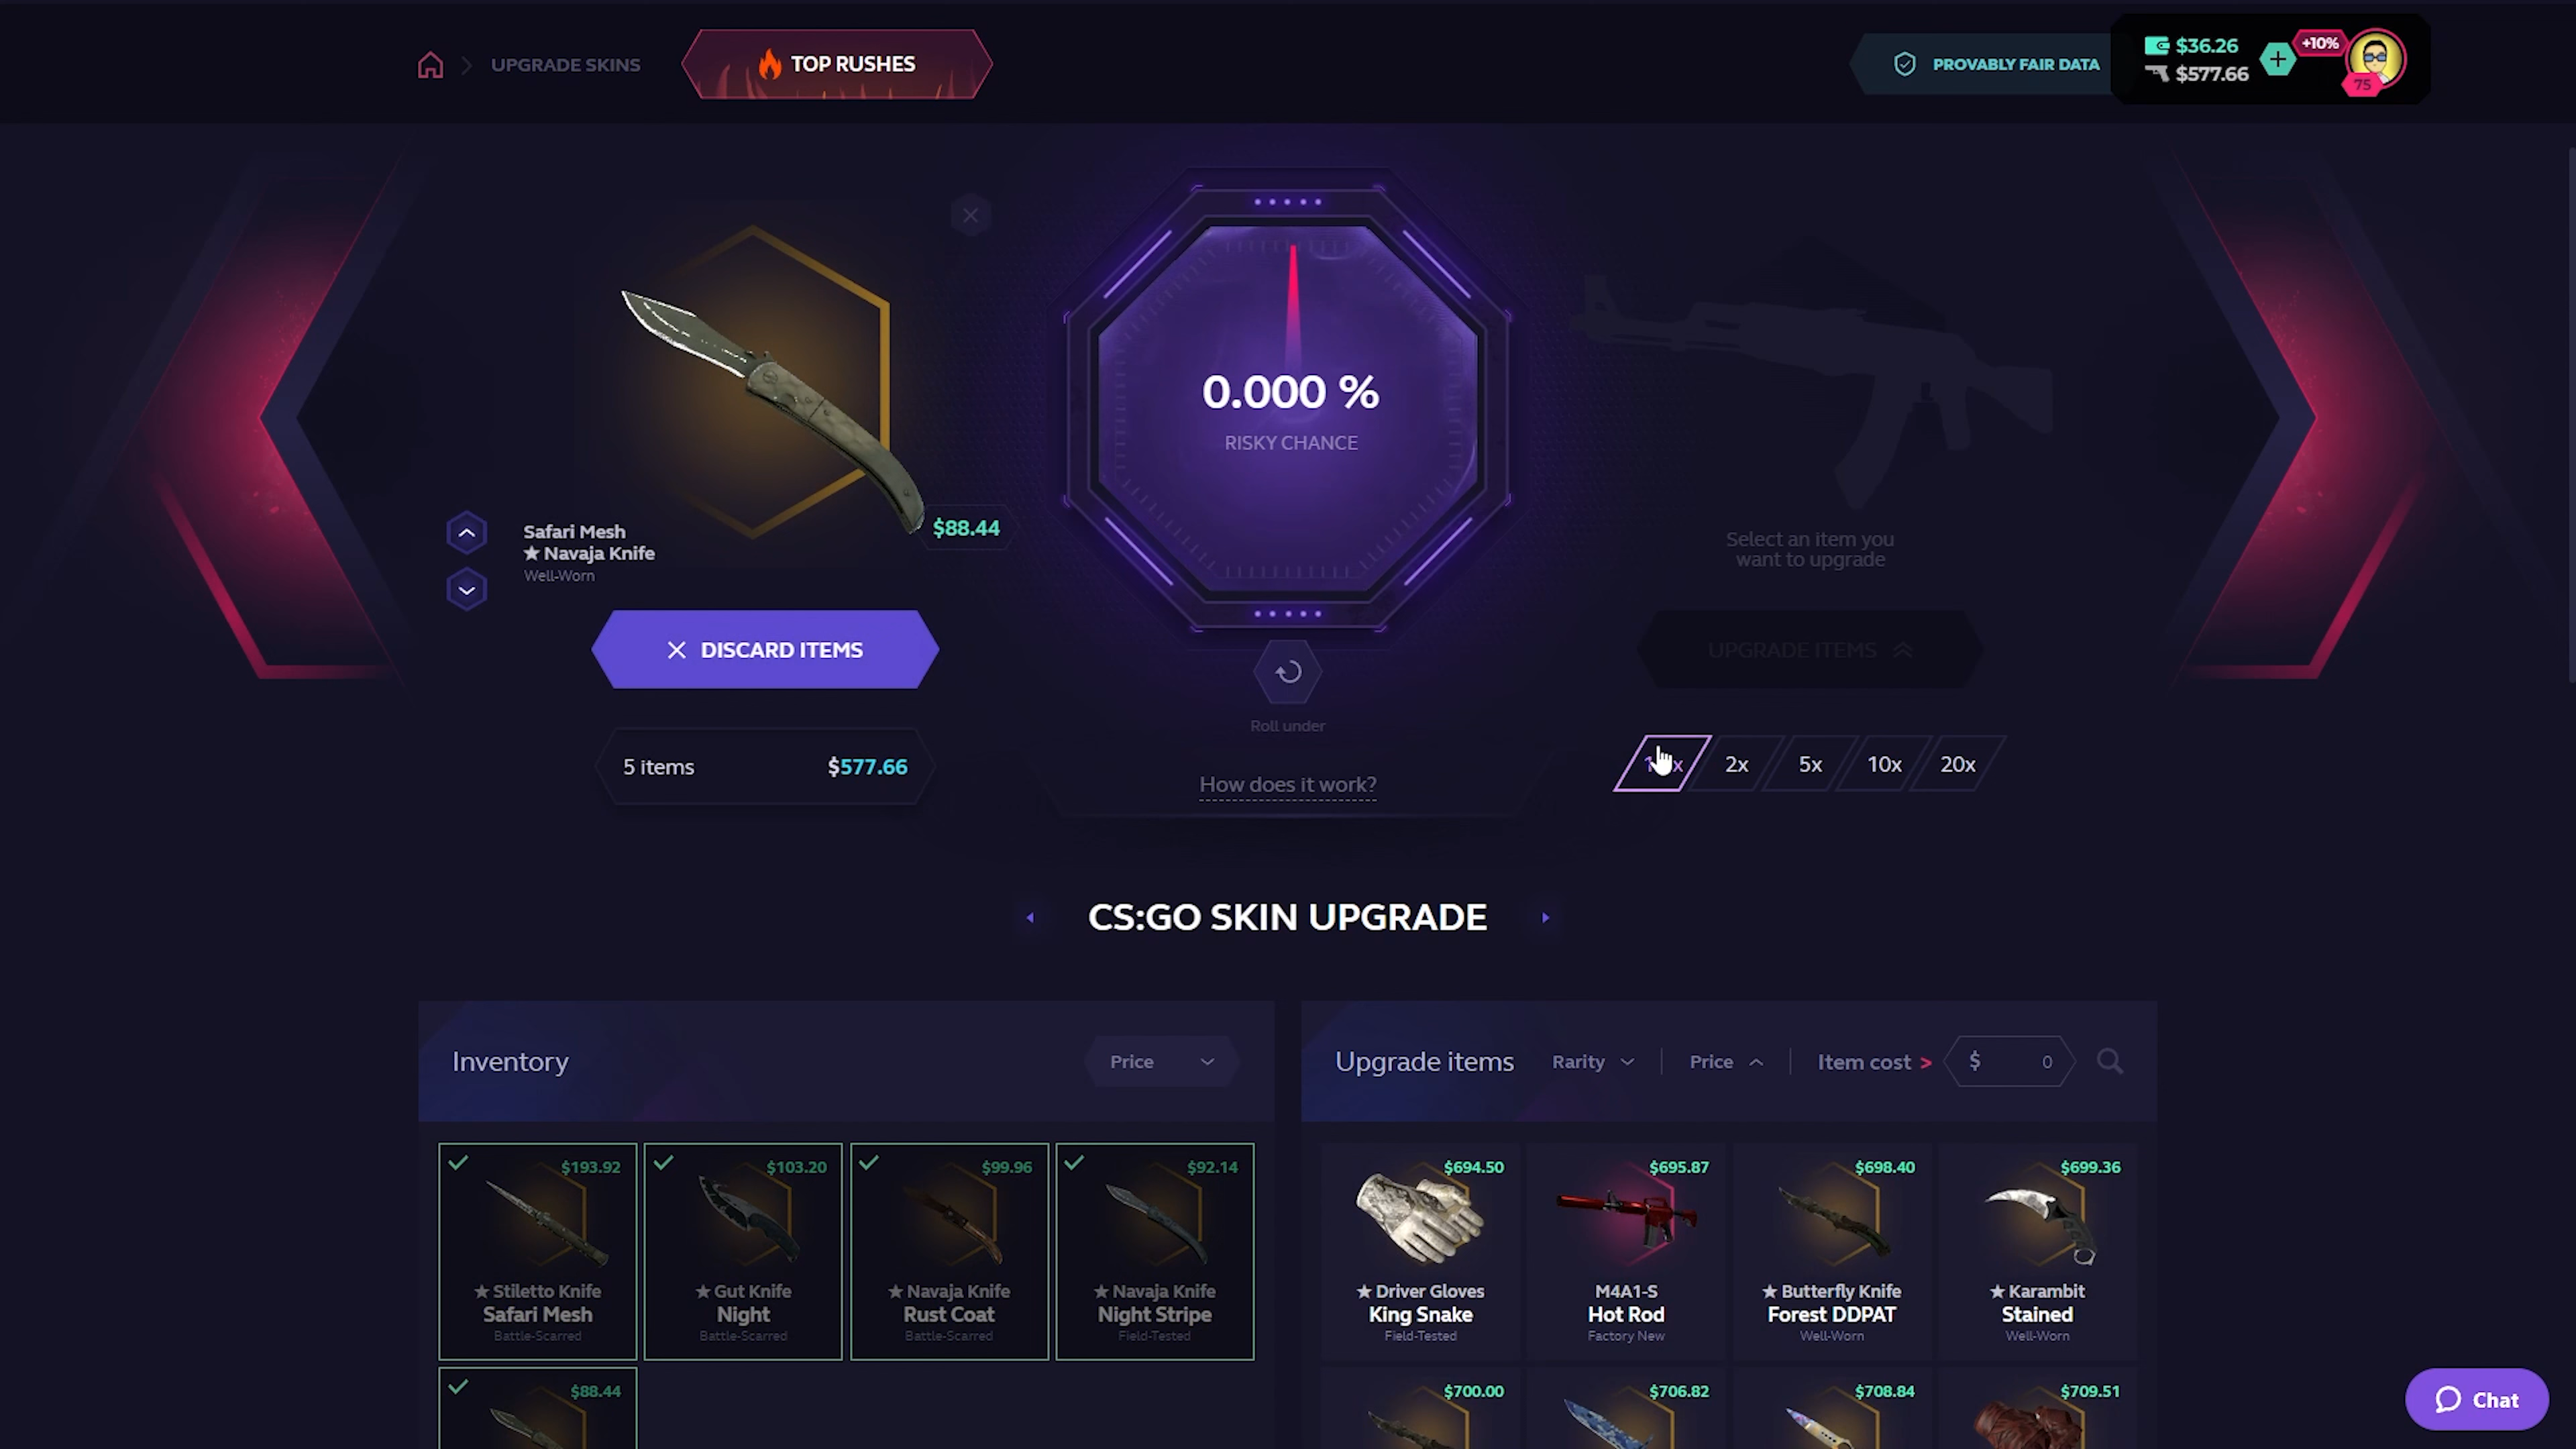 UPGRADE SKINS
TOP RUSHES
PROVABLY FAIR DATA
$36.26
$577.66
+10%
75
0.000 %
RISKY CHANCE
Safari Mesh
★ Navaja Knife
Well-Worn
$88.44
Select an item you
want to upgrade
DISCARD ITEMS
UPGRADE ITEMS
Roll under
5 items $577.66
How does it work?
2x 5x 10x 20x
CS:GO SKIN UPGRADE
Inventory
Price
Upgrade items
Rarity
Price
Item cost >
$ 0
$193.92
★ Stiletto Knife
Safari Mesh
Battle-Scarred
$103.20
★ Gut Knife
Night
Battle-Scarred
$99.96
★ Navaja Knife
Rust Coat
Battle-Scarred
$92.14
★ Navaja Knife
Night Stripe
Field-Tested
$694.50
★ Driver Gloves
King Snake
Field-Tested
$695.87
M4A1-S
Hot Rod
Factory New
$698.40
★ Butterfly Knife
Forest DDPAT
Well-Worn
$699.36
★ Karambit
Stained
Well-Worn
$88.44
$700.00
$706.82
$708.84
$709.51
Chat